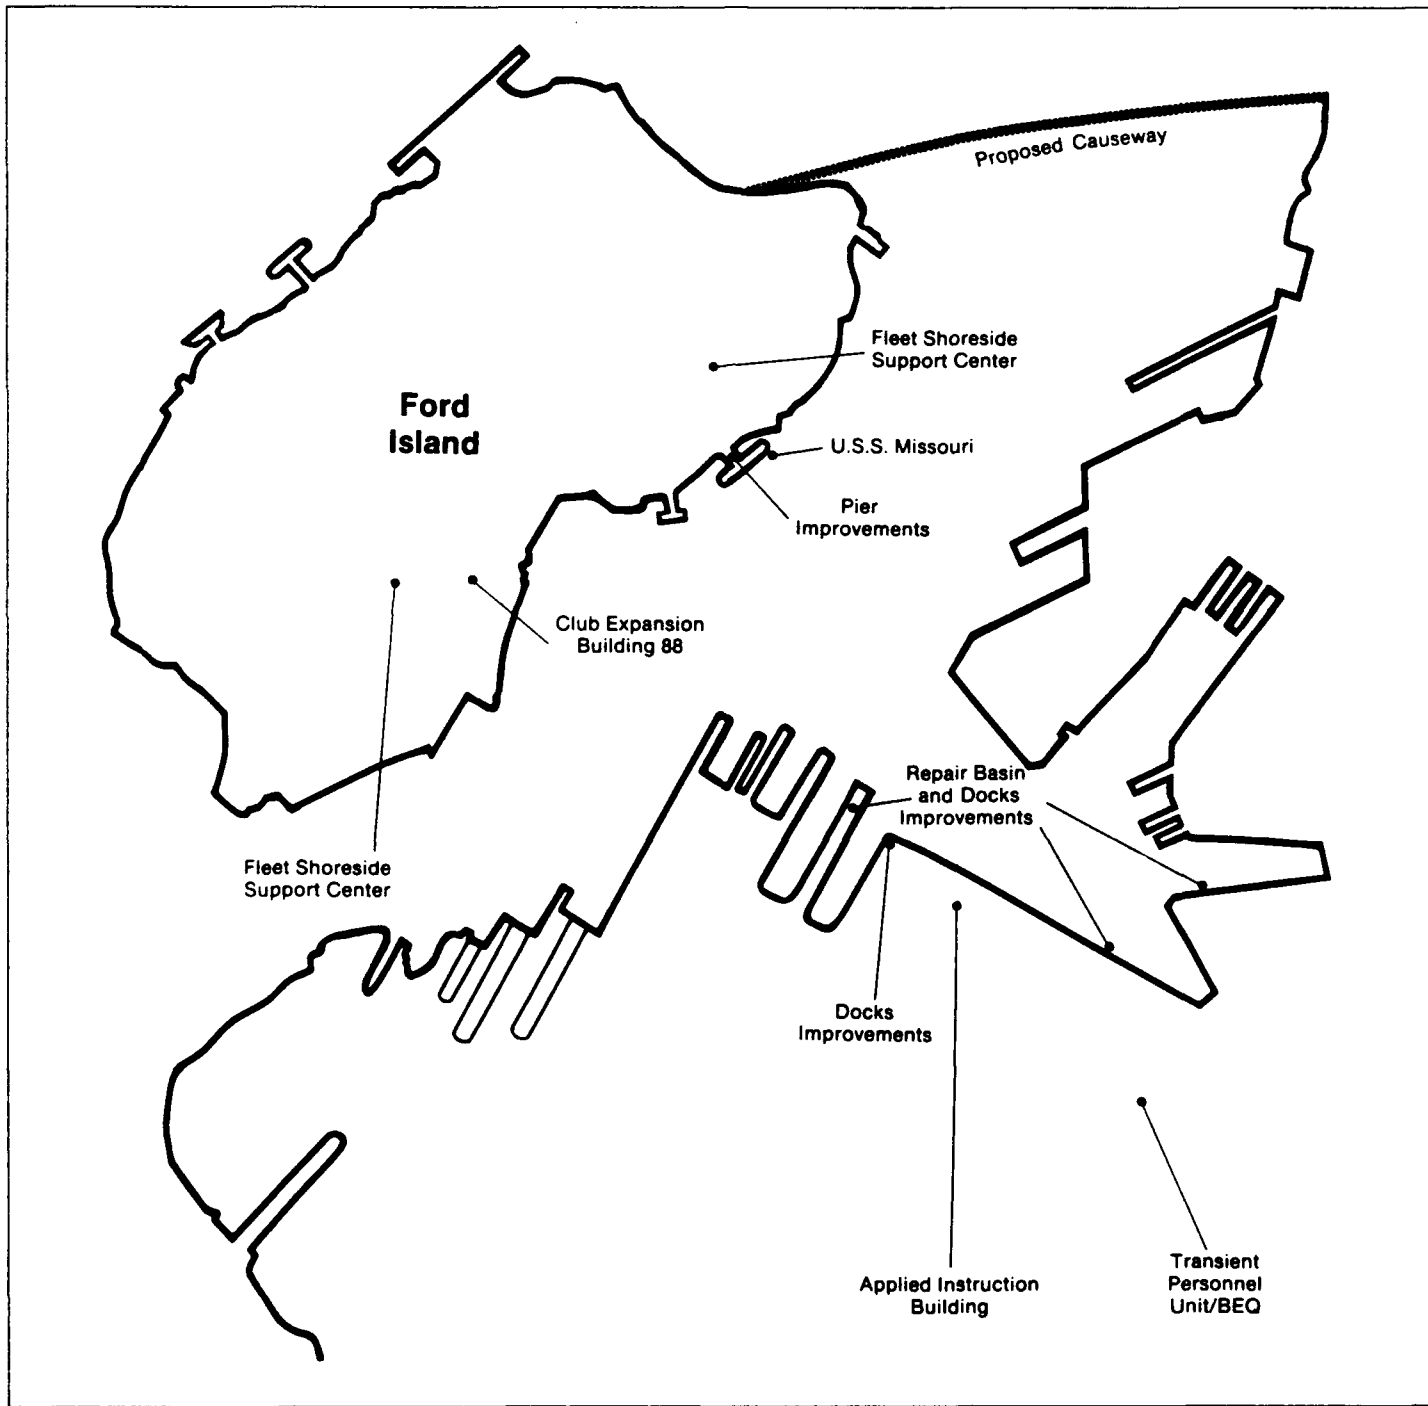 Proposed Causeway
Fleet Shoreside
Support Center
Ford
Island
U.S.S. Missouri
Pier
Improvements
Club Expansion
Building 88
Repair Basin
and Docks
Improvements
Fleet Shoreside
Support Center
Docks
Improvements
Applied Instruction
Building
Transient
Personnel
Unit/BEQ